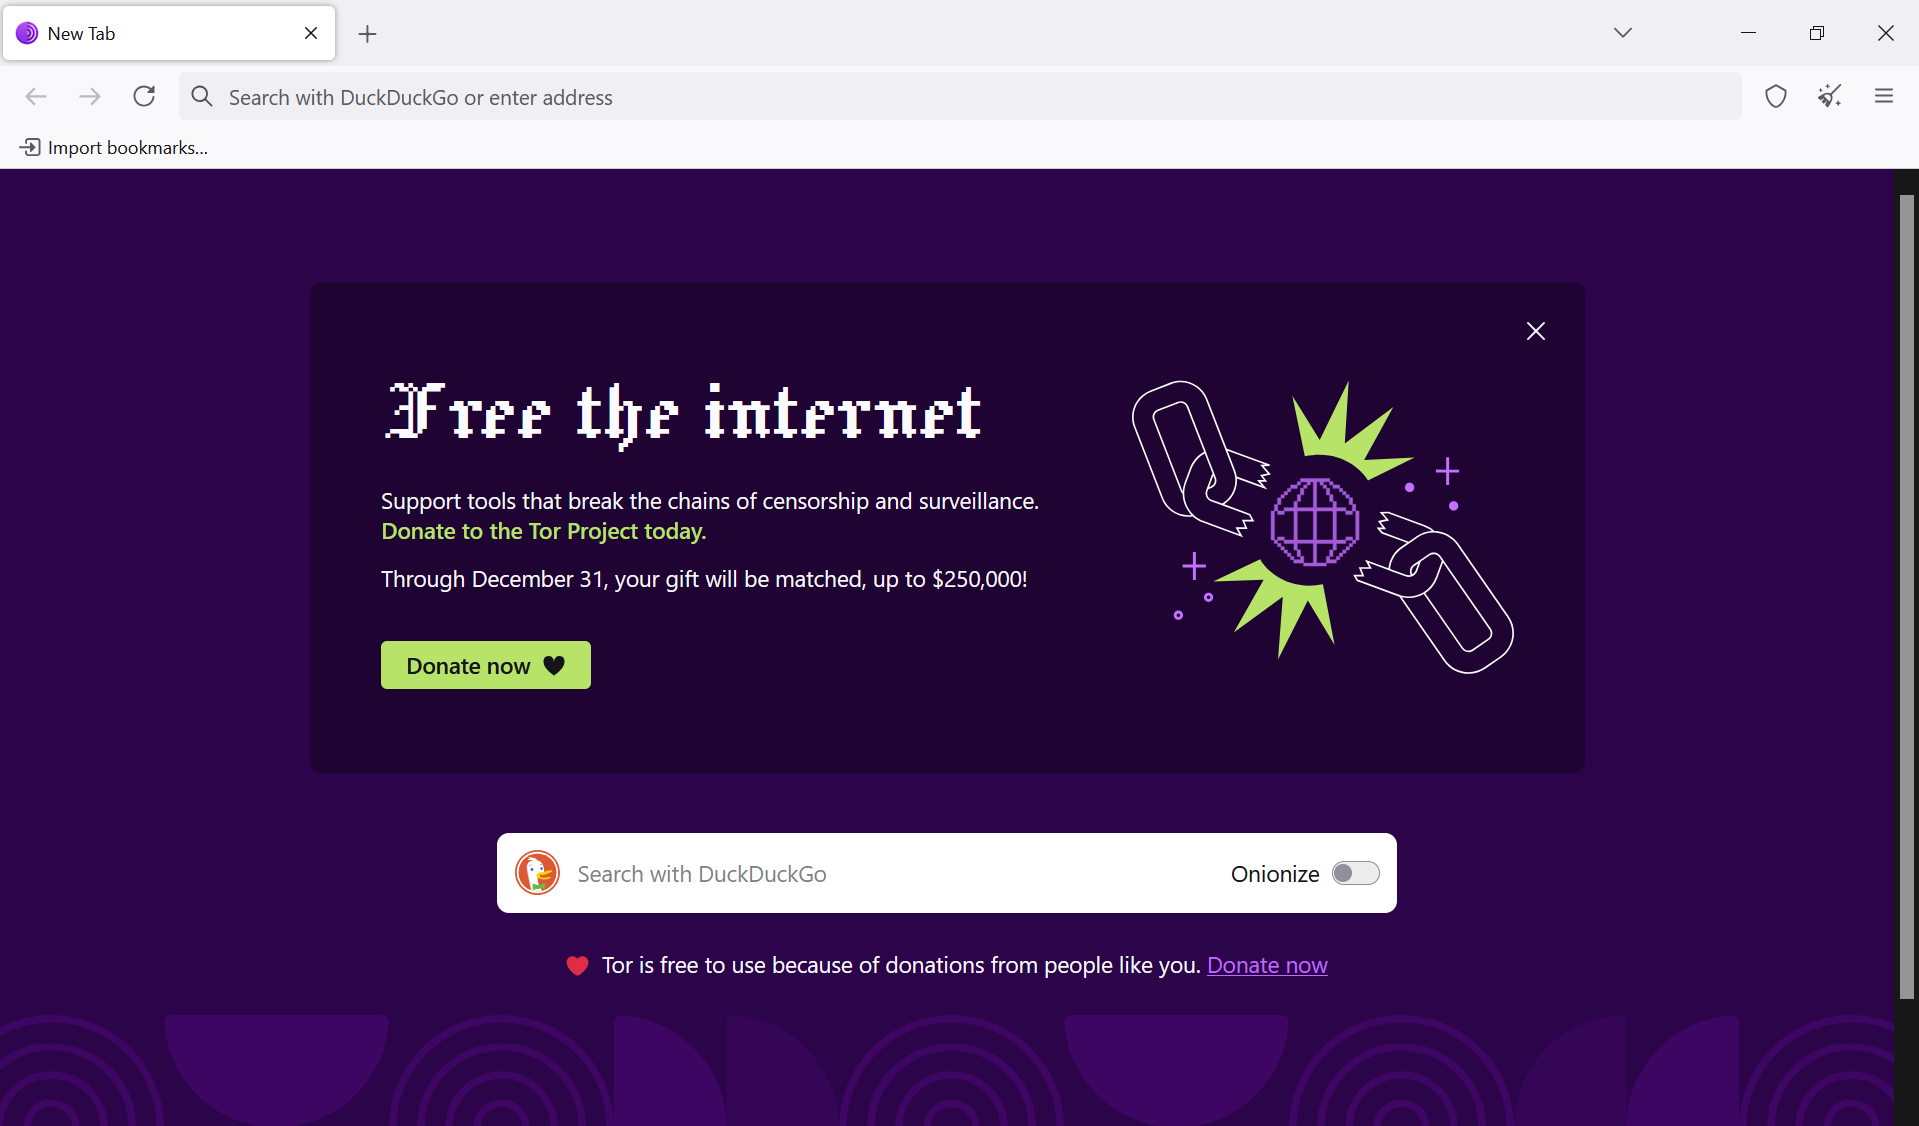 New Tab
Search with DuckDuckGo or enter address
Import bookmarks...
Free the internet
Support tools that break the chains of censorship and surveillance.
Donate to the Tor Project today.
Through December 31, your gift will be matched, up to $250,000!
Donate now
Search with DuckDuckGo
Onionize
Tor is free to use because of donations from people like you. Donate now